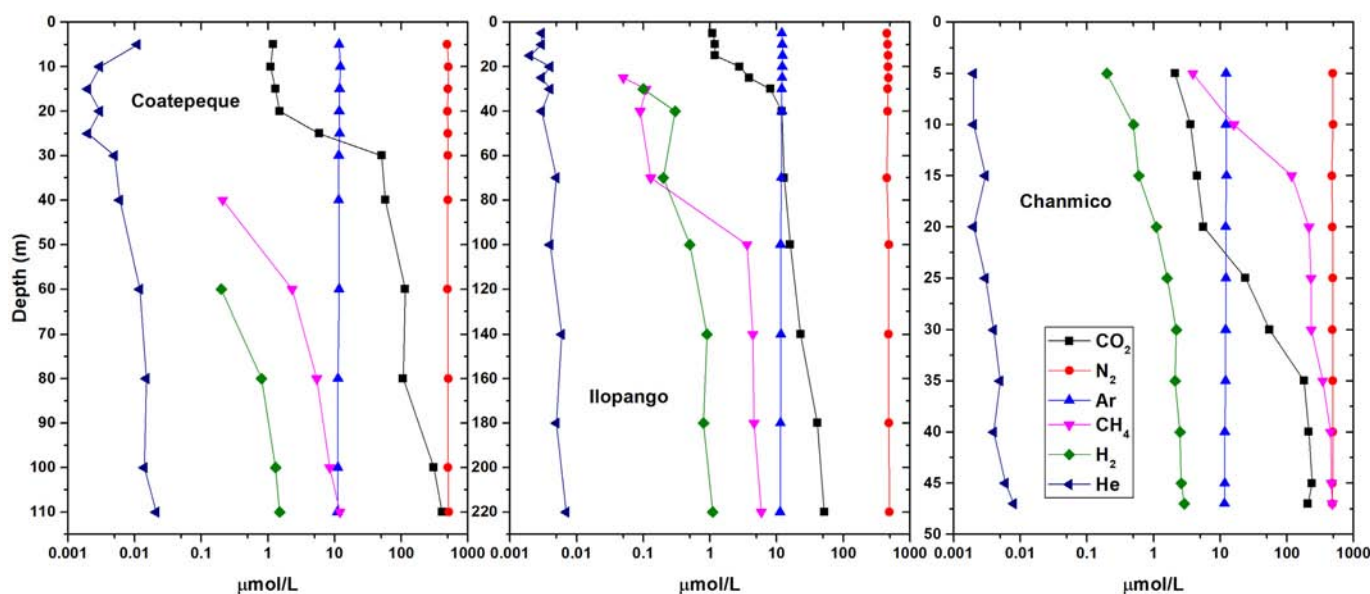 Depth (m)
0
10
20
30
40
50
60
70
80
90
100
110
Coatepeque
0.001 0.01 0.1 1 10 100 1000
μmol/L
0
20
40
60
80
100
120
140
160
180
200
220
Ilopango
0.001 0.01 0.1 1 10 100 1000
μmol/L
0
5
10
15
20
25
30
35
40
45
50
Chanmico
CO₂
N₂
Ar
CH₄
H₂
He
0.001 0.01 0.1 1 10 100 1000
μmol/L